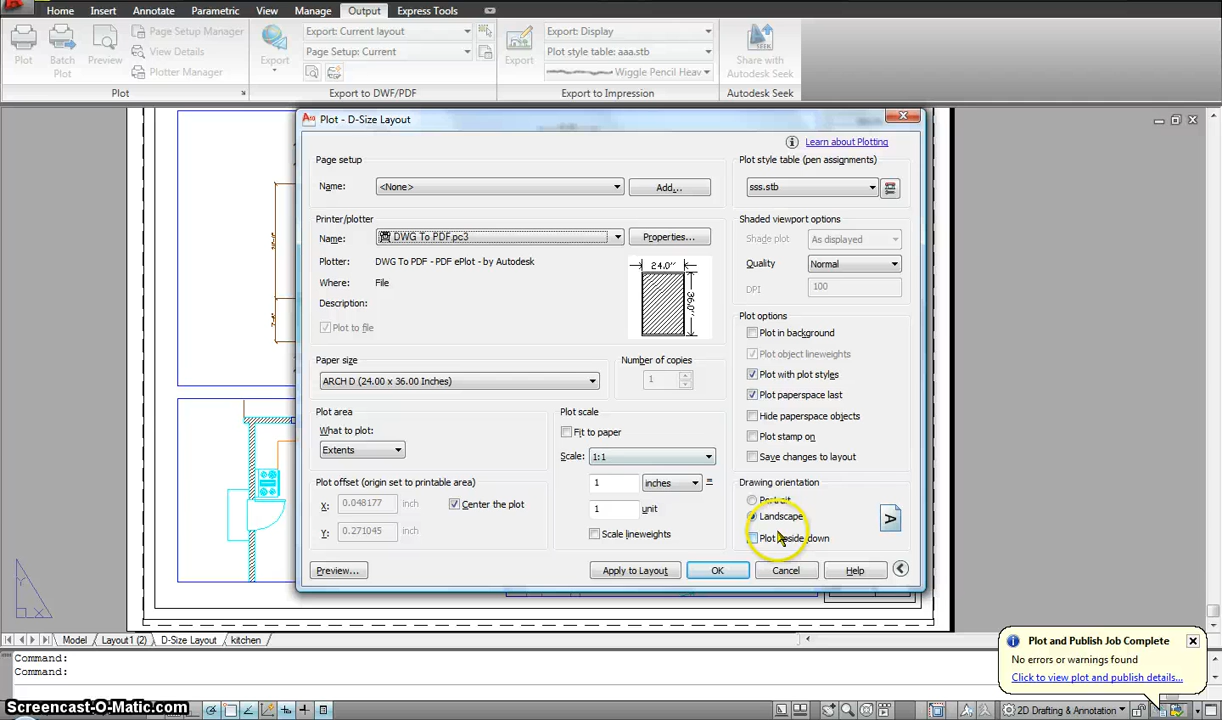 Home Insert Annotate Parametric View Manage Output Express Tools
Page Setup Manager
View Details
Plotter Manager
Plot
Batch Plot
Preview
Plot
Export: Current layout
Page Setup: Current
Export
Export to DWF/PDF
Export: Display
Plot style table: aaa.stb
Wiggle Pencil Heav
Export
Export to Impression
Share with Autodesk Seek
Autodesk Seek
Plot - D-Size Layout
Learn about Plotting
Page setup
Name: <None> Add...
Plot style table (pen assignments)
sss.stb
Printer/plotter
Name: DWG To PDF.pc3 Properties...
Plotter: DWG To PDF - PDF ePlot - by Autodesk
Where: File
Description:
Plot to file
24.0''
36.0''
Shaded viewport options
Shade plot As displayed
Quality Normal
DPI 100
Paper size
ARCH D (24.00 x 36.00 Inches)
Number of copies
1
Plot options
Plot in background
Plot object lineweights
Plot with plot styles
Plot paperspace last
Hide paperspace objects
Plot stamp on
Save changes to layout
Plot area
What to plot:
Extents
Plot scale
Fit to paper
Scale: 1:1
1 inches =
1 unit
Scale lineweights
Plot offset (origin set to printable area)
X: 0.048177 inch Center the plot
Y: 0.271045 inch
Drawing orientation
Portrait
Landscape
Plot upside down
A
Preview... Apply to Layout OK Cancel Help
X
Model Layout1 (2) D-Size Layout kitchen
Command:
Command:
Plot and Publish Job Complete
No errors or warnings found
Click to view plot and publish details...
Screencast-O-Matic.com
2D Drafting & Annotation